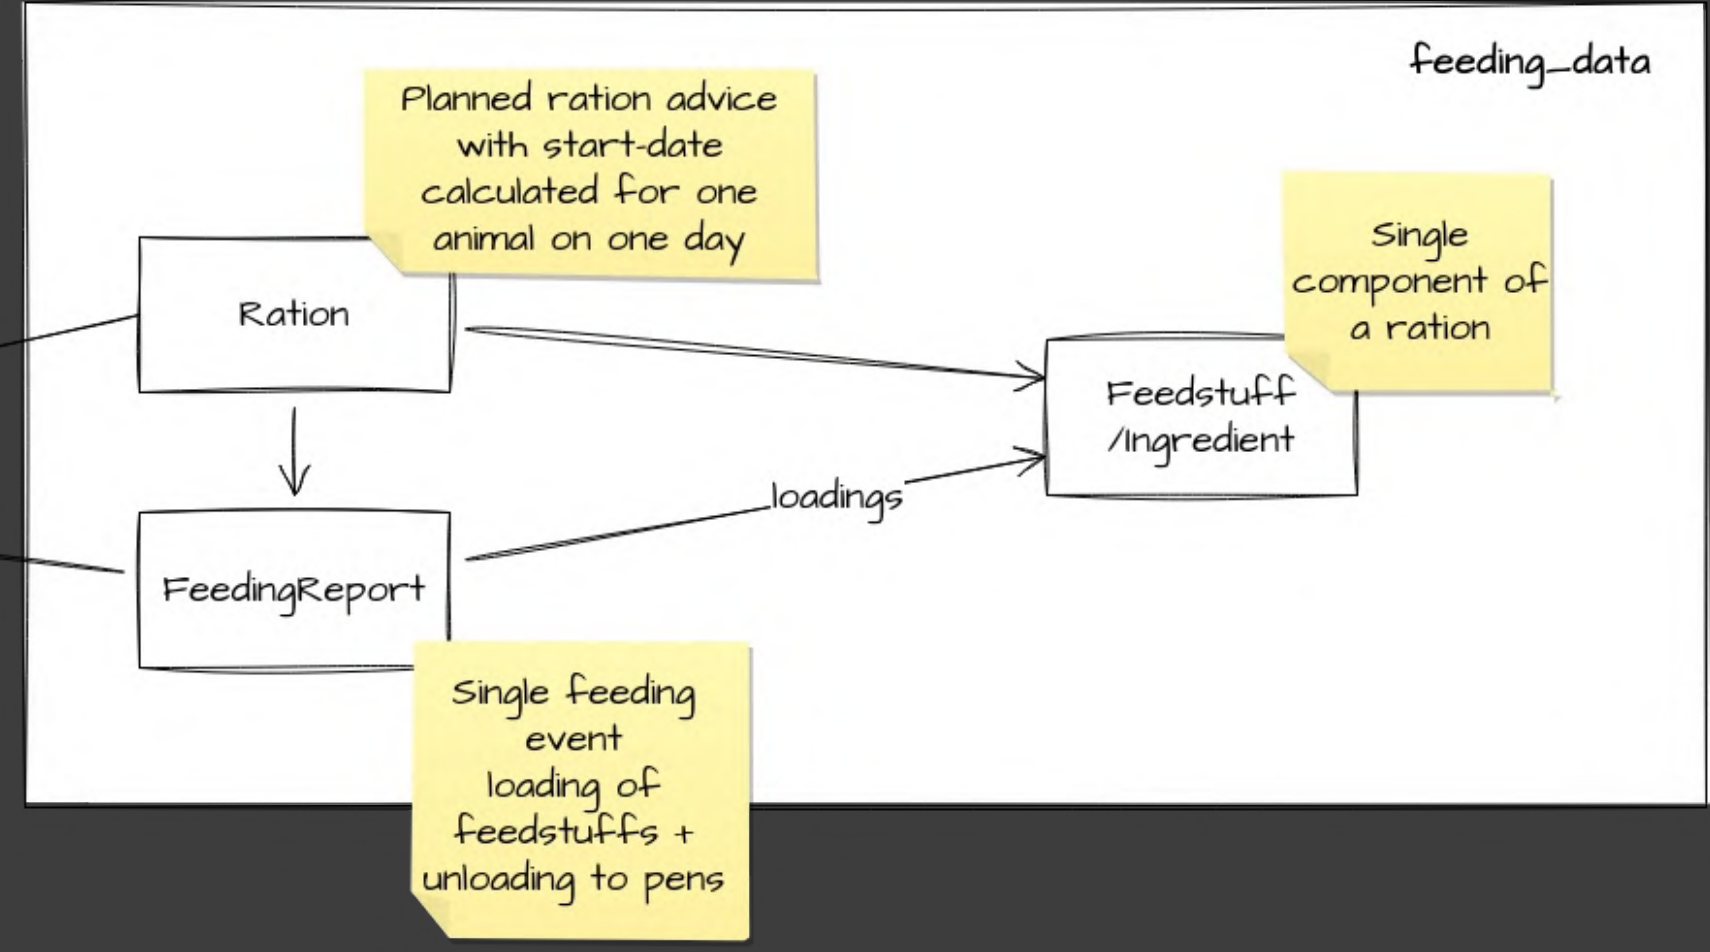 feeding_data
Planned ration advice
with start-date
calculated for one
animal on one day
Single
component of
a ration
Ration
Feedstuff
/Ingredient
loadings
FeedingReport
Single feeding
event
loading of
feedstuffs +
unloading to pens